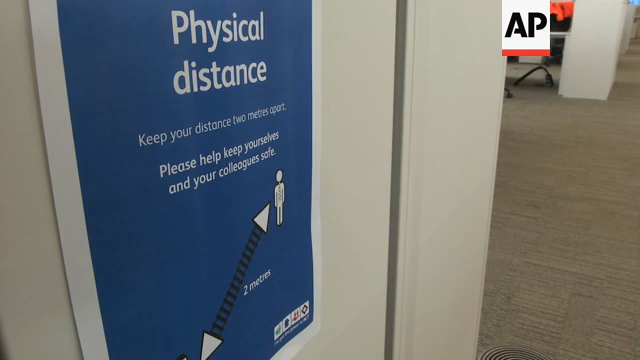 AP
Physical
distance
Keep your distance two metres apart.
Please help keep yourselves
and your colleagues safe.
2 metres